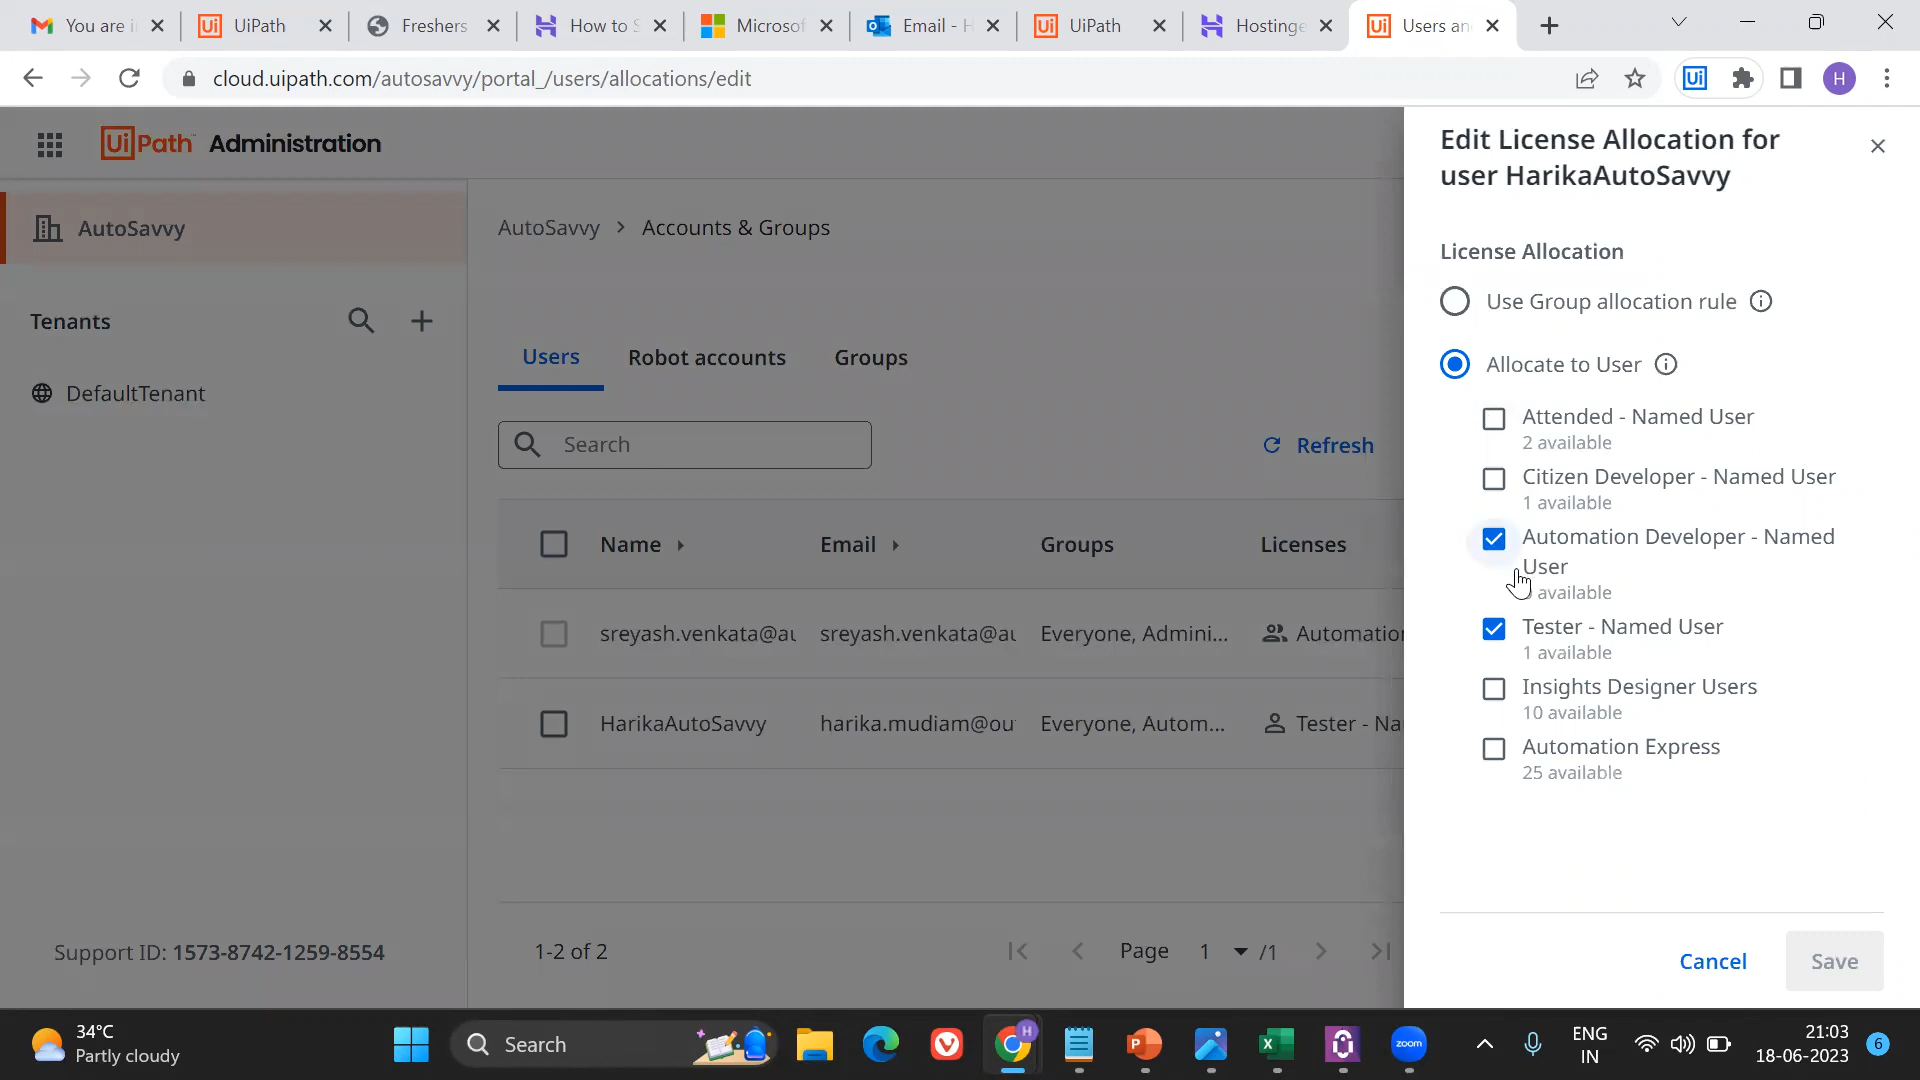 You are i
UiPath
Freshers
How to S
Microsof
Email - H
UiPath
Hostinge
Users an
cloud.uipath.com/autosavvy/portal_/users/allocations/edit
H
UiPath Administration
AutoSavvy
Tenants
DefaultTenant
Support ID: 1573-8742-1259-8554
AutoSavvy > Accounts & Groups
Users Robot accounts Groups
Search
Refresh
Name Email Groups Licenses
sreyash.venkata@au sreyash.venkata@au Everyone, Admini... Automation
HarikaAutoSavvy harika.mudiam@ou Everyone, Autom... Tester - Na
1-2 of 2
Page 1 /1
Edit License Allocation for
user HarikaAutoSavvy
License Allocation
Use Group allocation rule
Allocate to User
Attended - Named User
2 available
Citizen Developer - Named User
1 available
Automation Developer - Named
User
available
Tester - Named User
1 available
Insights Designer Users
10 available
Automation Express
25 available
Cancel
Save
34°C
Partly cloudy
Search
H
zoom
ENG
IN
21:03
18-06-2023
6